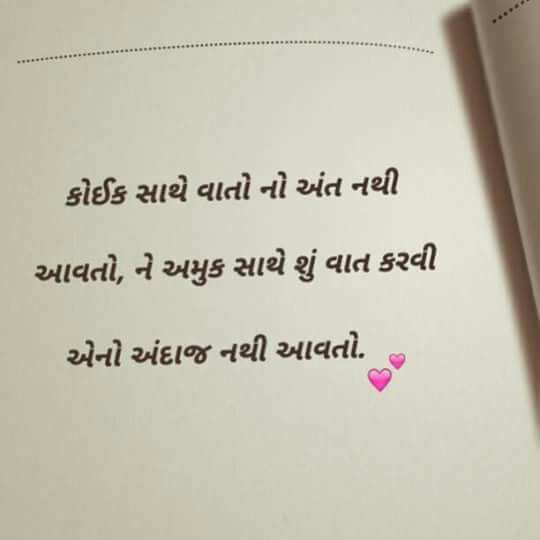 કોઈક સાથે વાતો નો અંત નથી
આવતો, ને અમુક સાથે શું વાત કરવી
એનો અંદાજ નથી આવતો. 💕